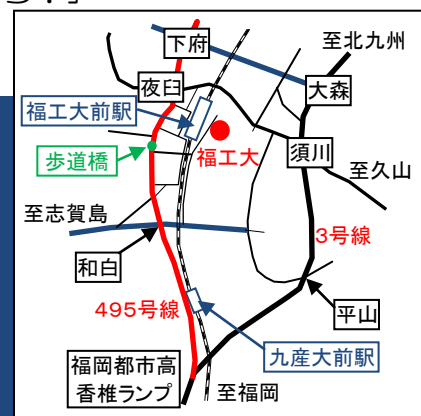 下府
至北九州
夜臼
大森
福工大前駅
福工大
歩道橋
須川
至久山
至志賀島
3号線
和白
495号線
平山
九産大前駅
福岡都市高
香椎ランプ
至福岡